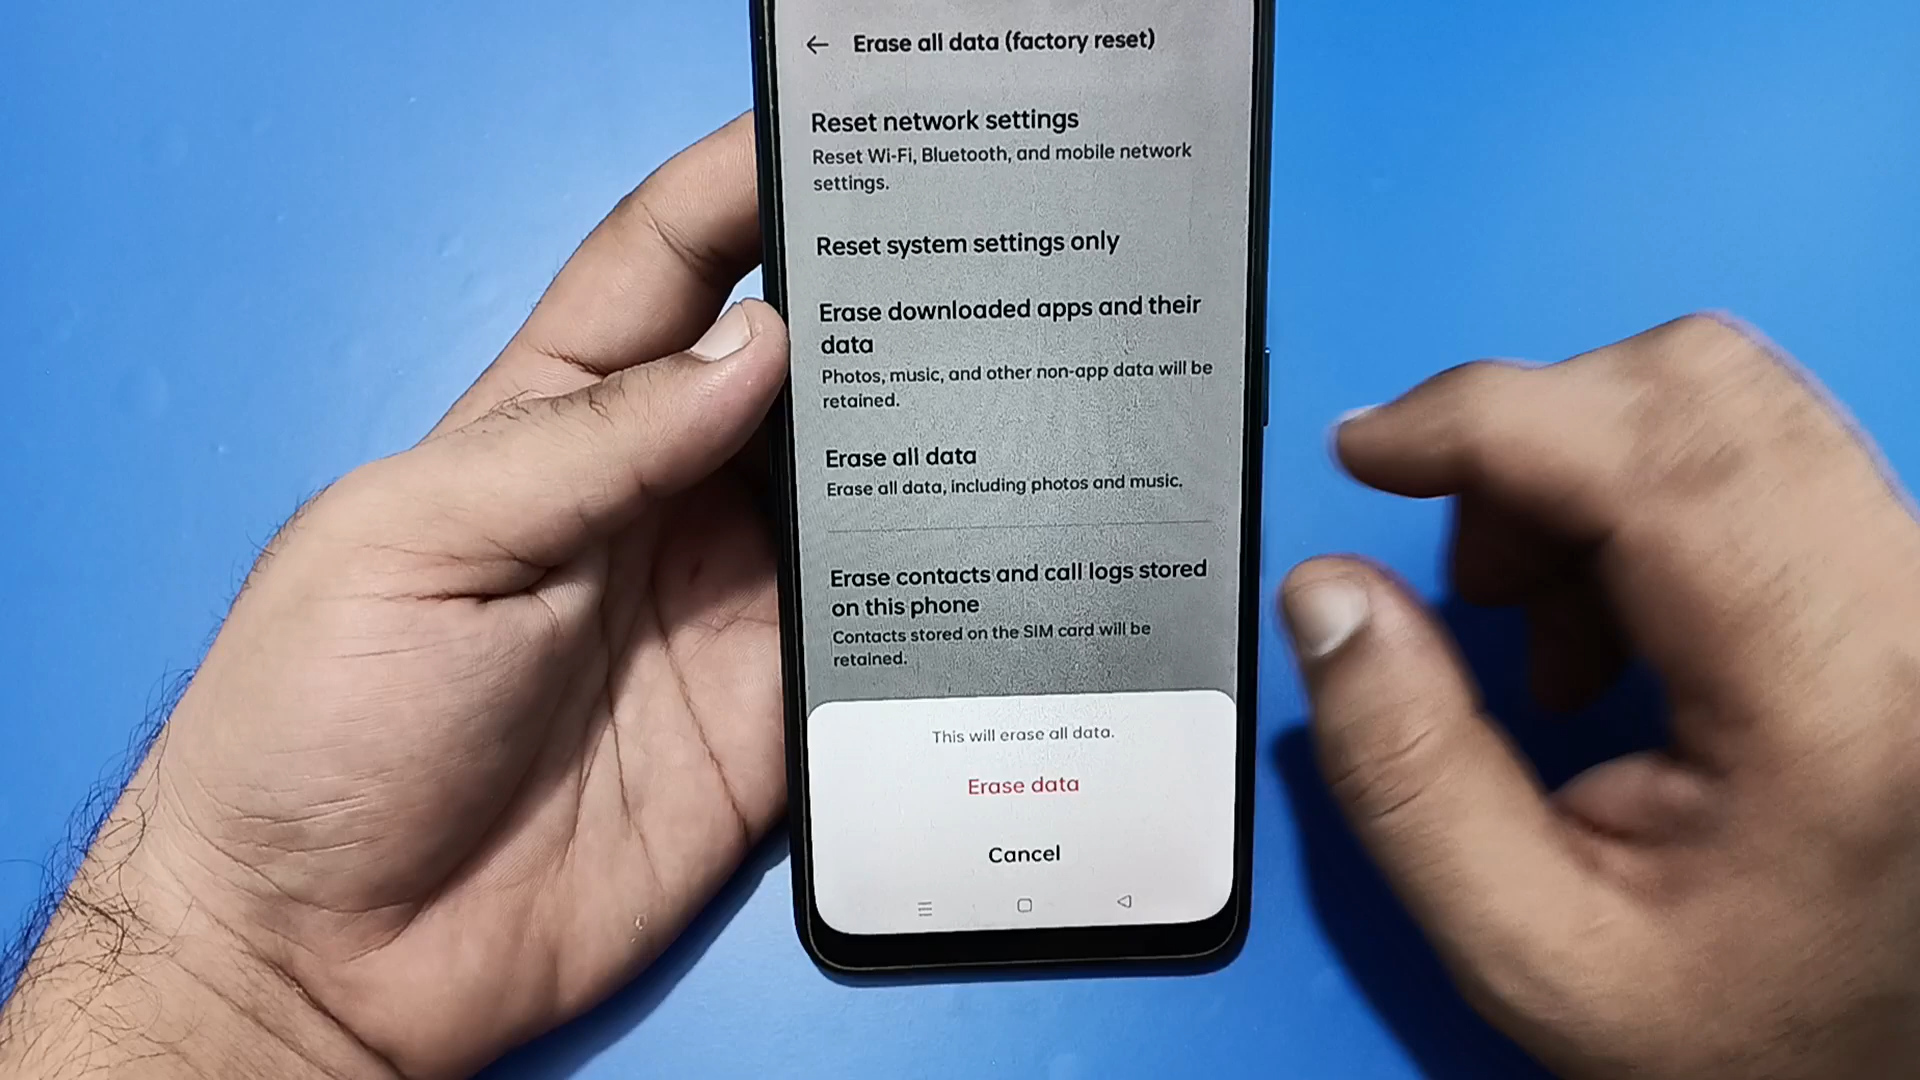 Erase all data (factory reset)
Reset network settings
Reset Wi-Fi, Bluetooth, and mobile network
settings.
Reset system settings only
Erase downloaded apps and their
data
Photos, music, and other non-app data will be
retained.
Erase all data
Erase all data, including photos and music.
Erase contacts and call logs stored
on this phone
Contacts stored on the SIM card will be
retained.
This will erase all data.
Erase data
Cancel